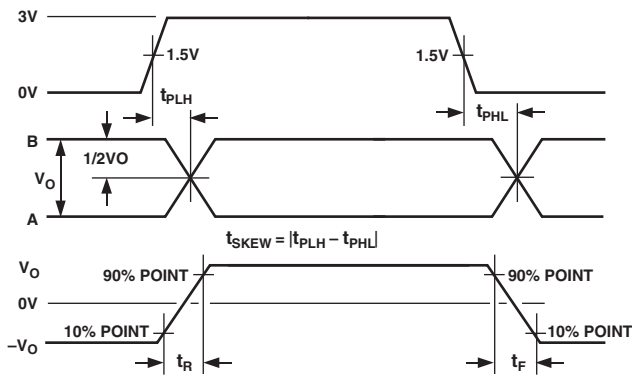 3V
1.5V
1.5V
0V
tPLH
tPHL
B
1/2VO
VO
A
tSKEW = |tPLH – tPHL|
VO
90% POINT
90% POINT
0V
10% POINT
10% POINT
–VO
tR
tF